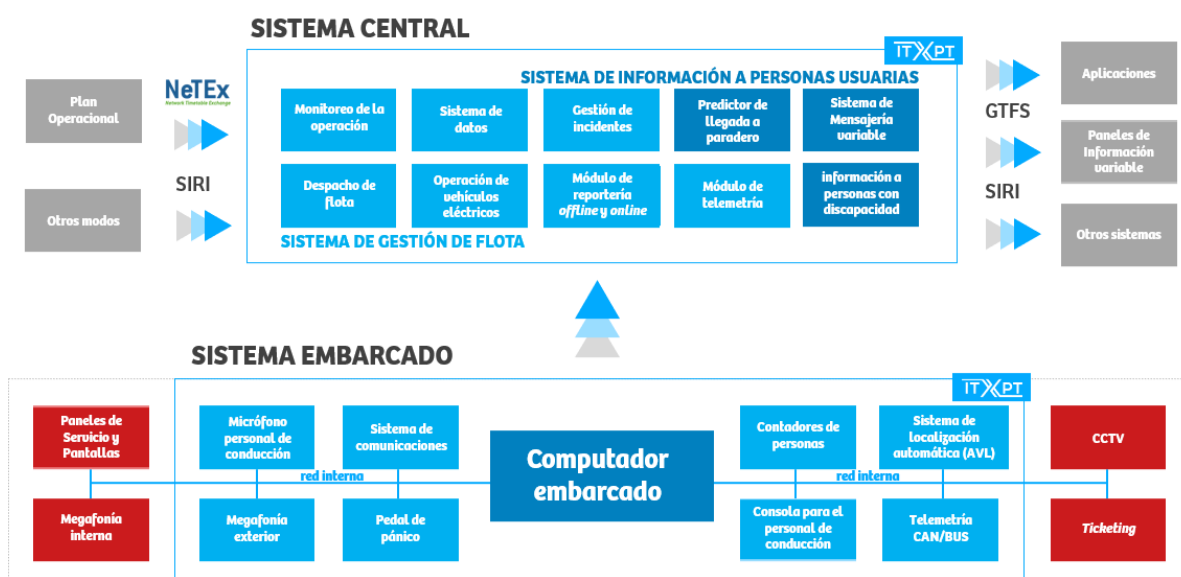 SISTEMA CENTRAL
ITXPT
SISTEMA DE INFORMACIÓN A PERSONAS USUARIAS
Plan
Operacional
Otros modos
NeTEx
Network Timetable Exchange
SIRI
Monitoreo de la
operación
Sistema de
datos
Gestión de
incidentes
Predictor de
llegada a
paradero
Sistema de
Mensajería
variable
Despacho de
flota
Operación de
vehículos
eléctricos
Módulo de
reportería
offline y online
Módulo de
telemetría
información a
personas con
discapacidad
SISTEMA DE GESTIÓN DE FLOTA
GTFS
SIRI
Aplicaciones
Paneles de
Información
variable
Otros sistemas
SISTEMA EMBARCADO
ITXPT
Paneles de
Servicio y
Pantallas
Megafonía
interna
Micrófono
personal de
conducción
Sistema de
comunicaciones
red interna
Megafonía
exterior
Pedal de
pánico
Computador
embarcado
Contadores de
personas
Sistema de
localización
automática (AVL)
red interna
Consola para el
personal de
conducción
Telemetría
CAN/BUS
CCTV
Ticketing